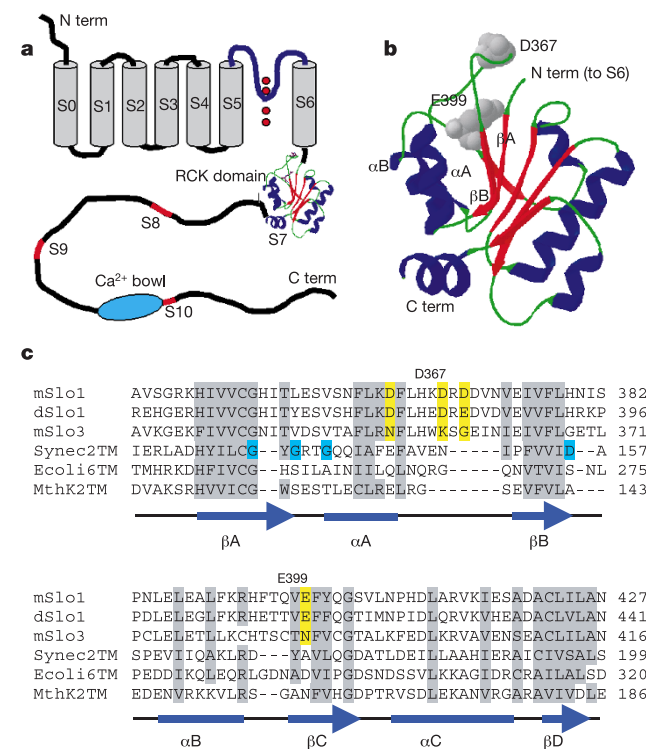 a
N term
S0 S1 S2 S3 S4 S5 S6
RCK domain
S7
S8
S9
Ca²⁺ bowl
S10
C term
b
D367
N term (to S6)
E399
βA
αB
αA
βB
C term
c
D367
mSlo1 AVSGRKHIVVCGHITLESVSNFLKDFLHKDRDDVNVEIVFLHNIS 382
dSlo1 REHGERHIVVCGHITYESVSHFLKDFLHEDREDVDVEVVFLHRKP 396
mSlo3 AVKGEKFIVVCGNITVDSVTAFLRNFLHWKSGEINIEIVFLGETL 371
Synec2TM IERLADHYILCG--YGRTGQQIAFEFAVEN-----IPFVVID--A 157
Ecoli6TM TMHRKDHFIVCG--HSILAINIILQLNQRG-----QNVTVIS-NL 275
MthK2TM DVAKSRHVVICG--WSESTLECLRELRG------SEVFVLA---- 143
βA αA βB
E399
mSlo1 PNLELEALFKRHFTQVEFYQGSVLNPHDLARVKIESADACLILAN 427
dSlo1 PDLELEGLFKRHETTVEFFQGTIMNPIDLQRVKVHEADACLVLAN 441
mSlo3 PCLELETLLKCHTSCTNFVCGTALKFEDLKRVAVENSEACLVLAN 416
Synec2TM SPEVIIQAKLRD---YAVLQGDATLDEILLAAHIERAICIVSALS 199
Ecoli6TM PEDDIKQLEQRLGDNADVIPGDSNDSSVLKKAGIDRCRAILALSD 320
MthK2TM EDENVRKKVLRS--GANFVHGDPTRVSDLEKANVRGARAVIVDLE 186
αB βC αC βD